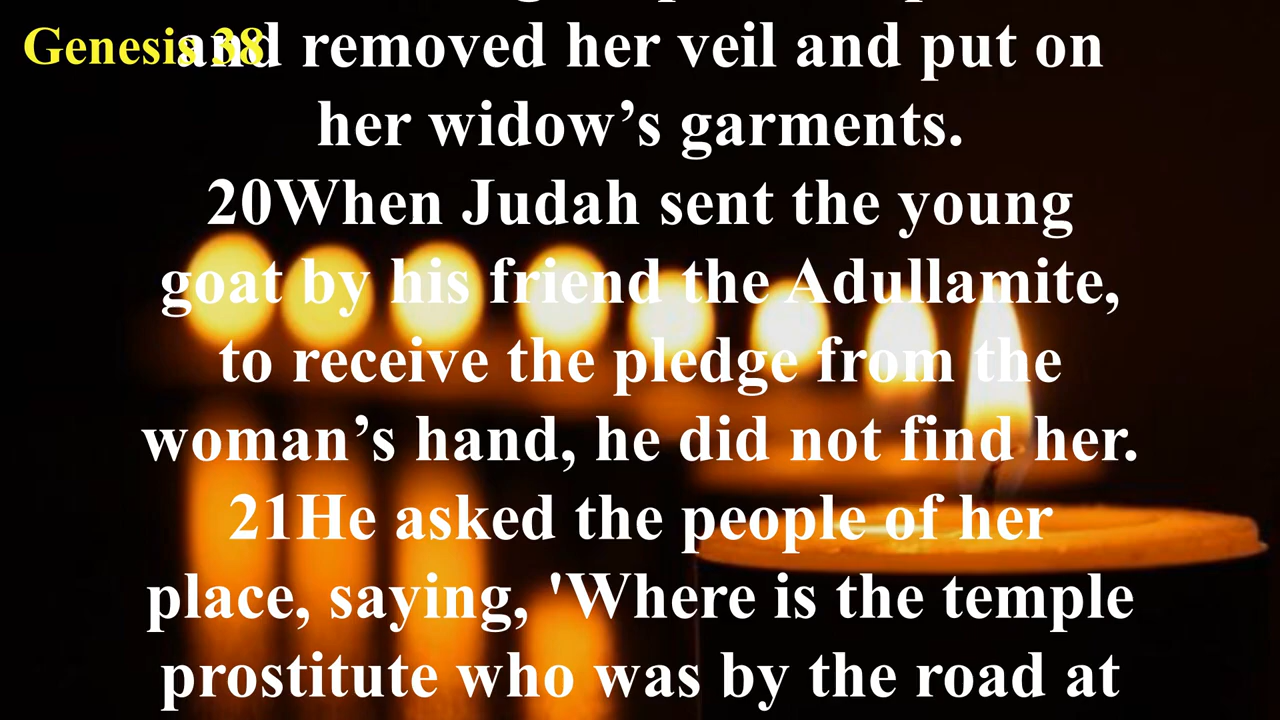 Genesis 38
and removed her veil and put on
her widow’s garments.
20When Judah sent the young
goat by his friend the Adullamite,
to receive the pledge from the
woman’s hand, he did not find her.
21He asked the people of her
place, saying, 'Where is the temple
prostitute who was by the road at